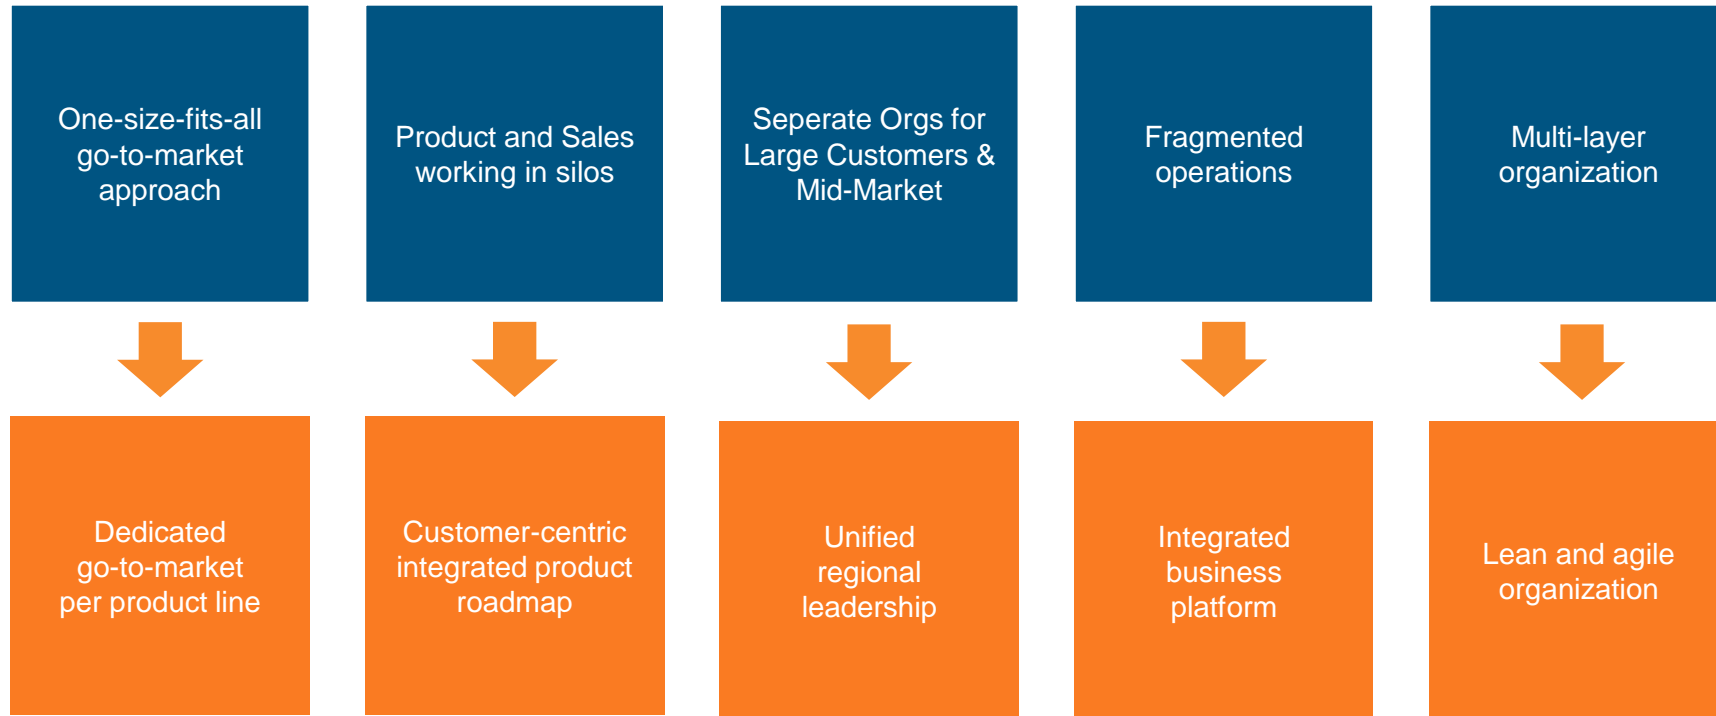 One-size-fits-all
go-to-market
approach
Product and Sales
working in silos
Seperate Orgs for
Large Customers &
Mid-Market
Fragmented
operations
Multi-layer
organization
Dedicated
go-to-market
per product line
Customer-centric
integrated product
roadmap
Unified
regional
leadership
Integrated
business
platform
Lean and agile
organization